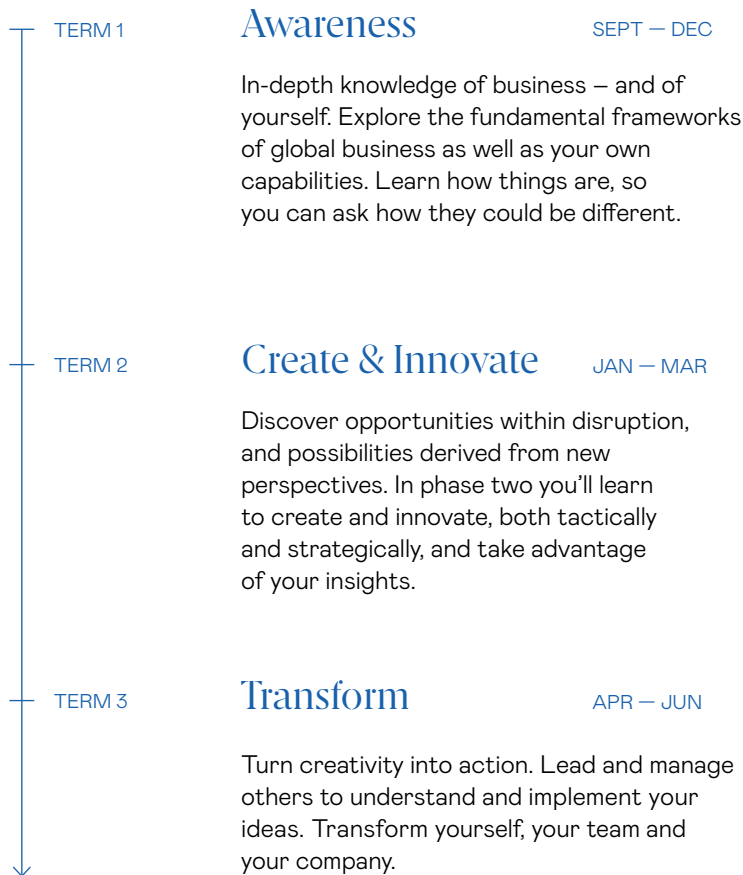 TERM 1
Awareness
SEPT — DEC
In-depth knowledge of business – and of
yourself. Explore the fundamental frameworks
of global business as well as your own
capabilities. Learn how things are, so
you can ask how they could be different.
TERM 2
Create & Innovate
JAN — MAR
Discover opportunities within disruption,
and possibilities derived from new
perspectives. In phase two you’ll learn
to create and innovate, both tactically
and strategically, and take advantage
of your insights.
TERM 3
Transform
APR — JUN
Turn creativity into action. Lead and manage
others to understand and implement your
ideas. Transform yourself, your team and
your company.